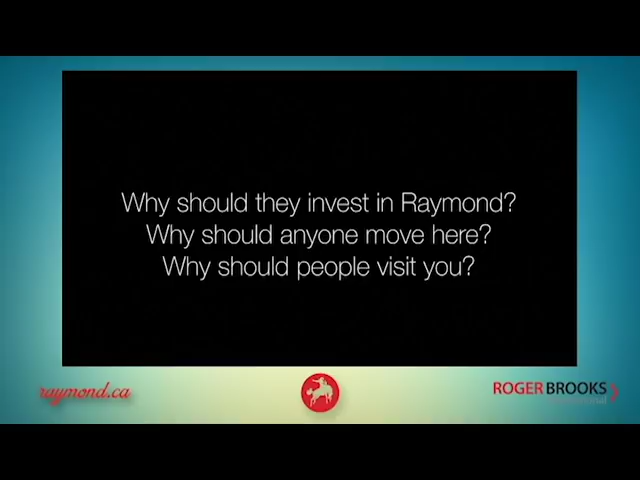 Why should they invest in Raymond?
Why should anyone move here?
Why should people visit you?
raymond.ca
ROGER BROOKS